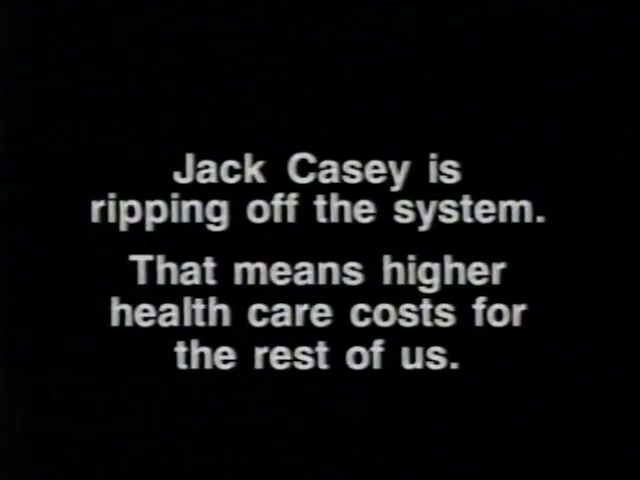 Jack Casey is
ripping off the system.
That means higher
health care costs for
the rest of us.